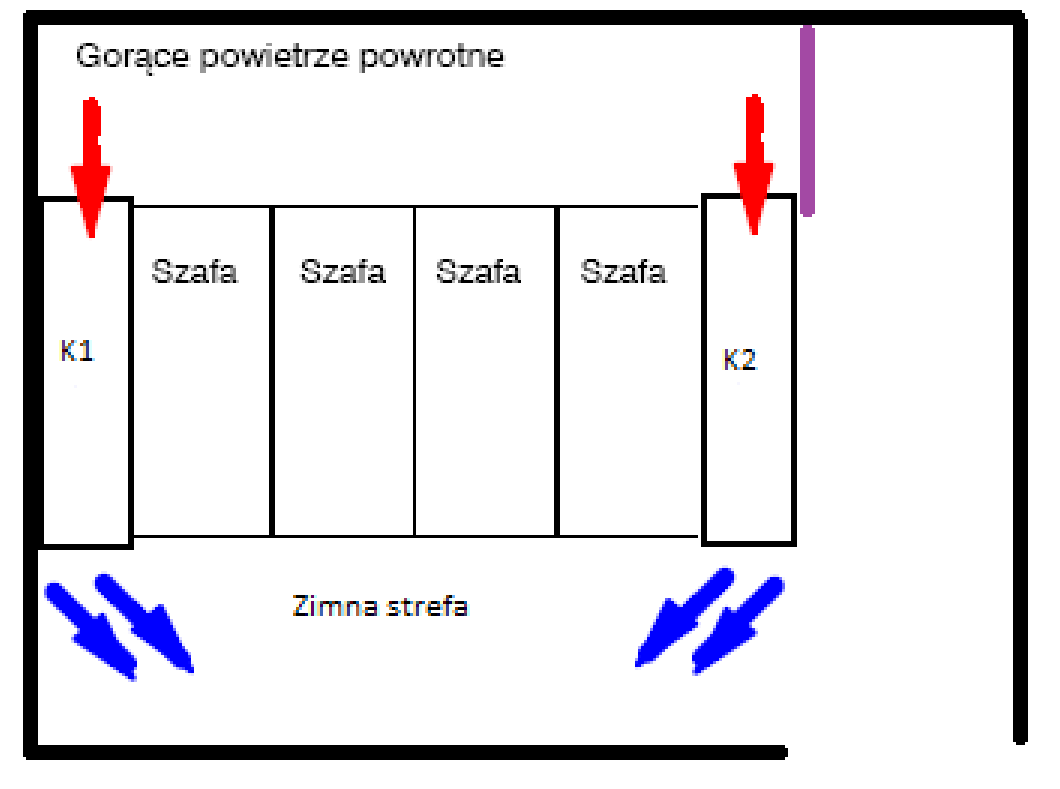 Gorące powietrze powrotne
Szafa
Szafa
Szafa
Szafa
K1
K2
Zimna strefa